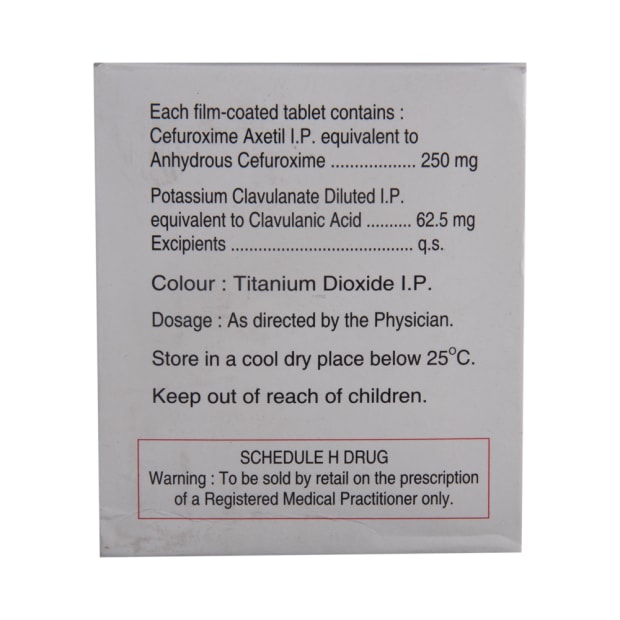 Each film-coated tablet contains :
Cefuroxime Axetil I.P. equivalent to
Anhydrous Cefuroxime ................. 250 mg
Potassium Clavulanate Diluted I.P.
equivalent to Clavulanic Acid .......... 62.5 mg
Excipients ...................................... q.s.
Colour : Titanium Dioxide I.P.
Dosage : As directed by the Physician.
Store in a cool dry place below 25°C.
Keep out of reach of children.
SCHEDULE H DRUG
Warning : To be sold by retail on the prescription
of a Registered Medical Practitioner only.